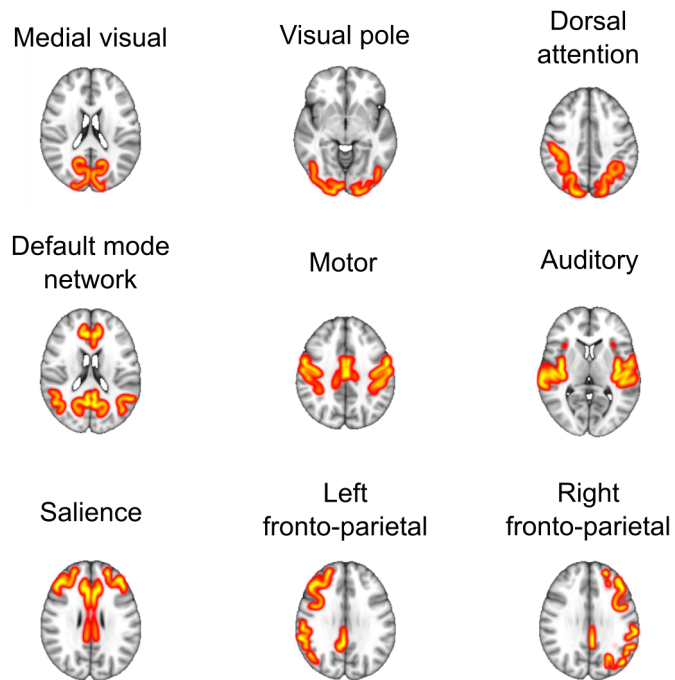 Medial visual
Visual pole
Dorsal
attention
Default mode
network
Motor
Auditory
Salience
Left
fronto-parietal
Right
fronto-parietal